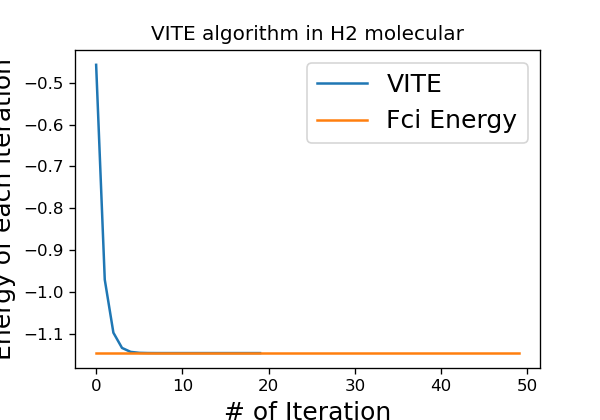 VITE algorithm in H2 molecular
Energy of each iteration
−0.5
−0.6
−0.7
−0.8
−0.9
−1.0
−1.1
VITE
Fci Energy
0
10
20
30
40
50
# of Iteration